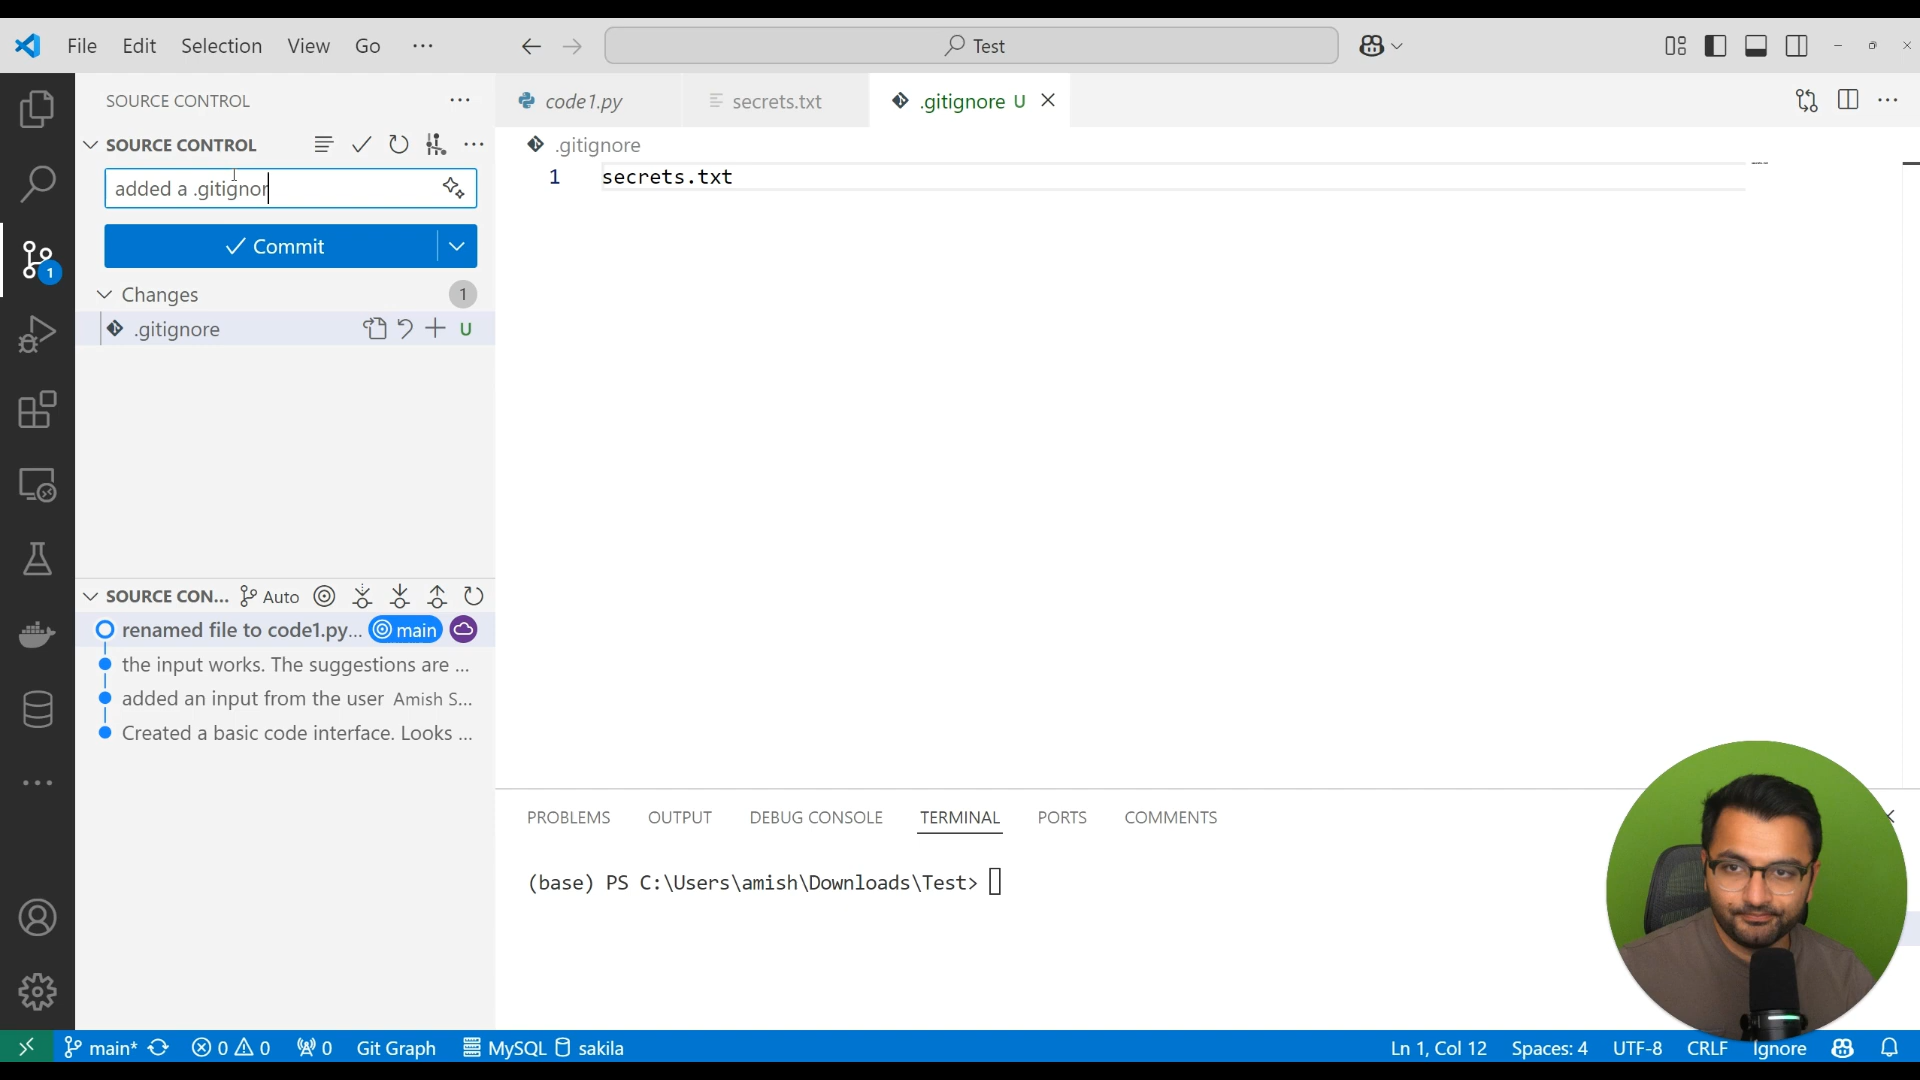 File Edit Selection View Go ···
Test
SOURCE CONTROL
SOURCE CONTROL
added a .gitignor
Commit
Changes 1
.gitignore U
1
code1.py
secrets.txt
.gitignore U
.gitignore
1 secrets.txt
SOURCE CON... Auto
renamed file to code1.py... main
the input works. The suggestions are ...
added an input from the user Amish S...
Created a basic code interface. Looks ...
PROBLEMS OUTPUT DEBUG CONSOLE TERMINAL PORTS COMMENTS
(base) PS C:\Users\amish\Downloads\Test>
main* 0 0 0 Git Graph MySQL sakila
Ln 1, Col 12 Spaces: 4 UTF-8 CRLF Ignore